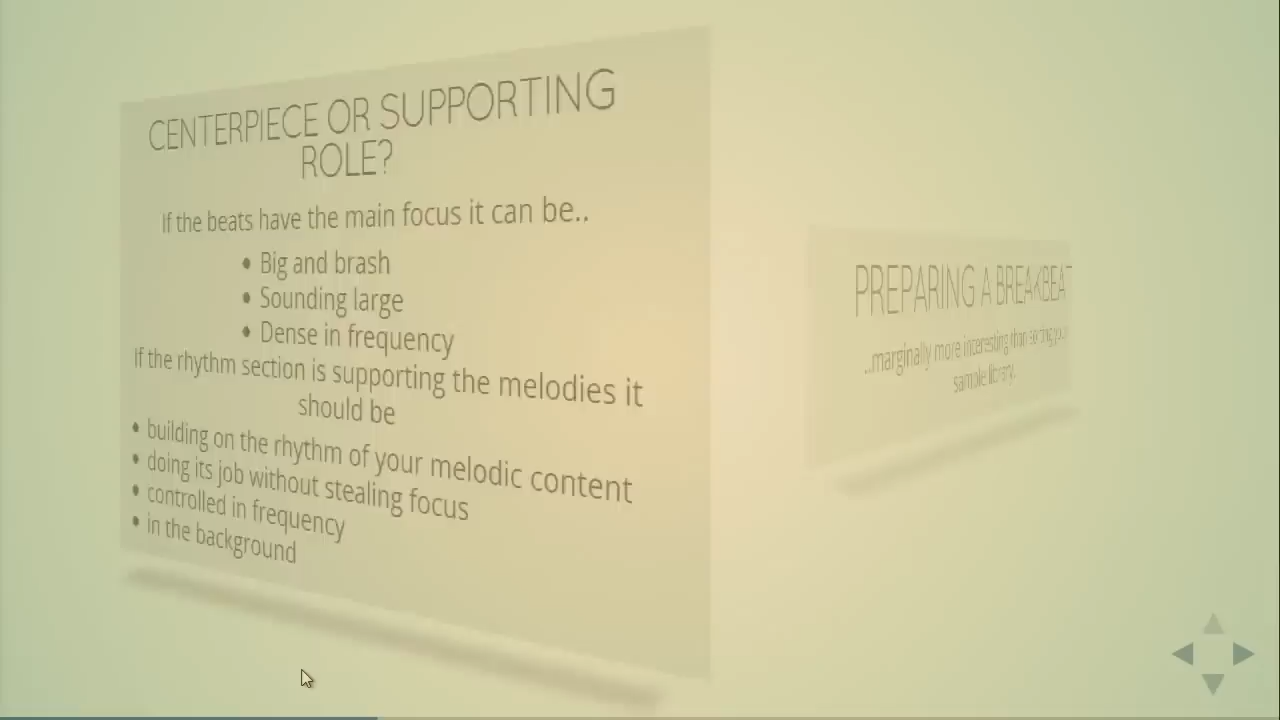 CENTERPIECE OR SUPPORTING
ROLE?
If the beats have the main focus it can be..
• Big and brash
• Sounding large
• Dense in frequency
If the rhythm section is supporting the melodies it
should be
• building on the rhythm of your melodic content
• doing its job without stealing focus
• controlled in frequency
• in the background
PREPARING A BREAKBEAT
...marginally more interesting than sorting your
sample library.